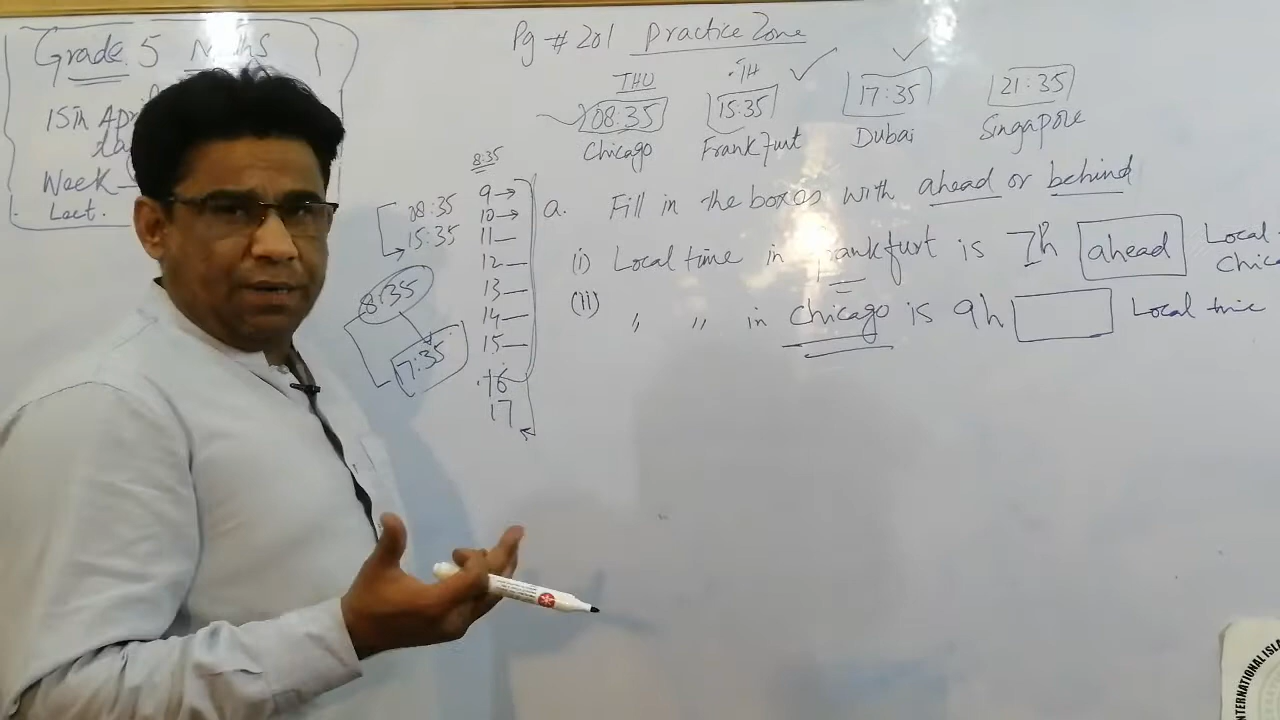 Grade 5 Maths
15th
Week
Lect.
Pg # 201 Practice Zone
THU TH
08:35 15:35 17:35 21:35
Chicago Frankfurt Dubai Singapore
8:35
08:35
15:35
8:35
7:35
9
10
11
12
13
14
15
16
17
a. Fill in the boxes with ahead or behind
(i) Local time in Frankfurt is 7h ahead Local
(ii) " " in Chicago is 9h Local time